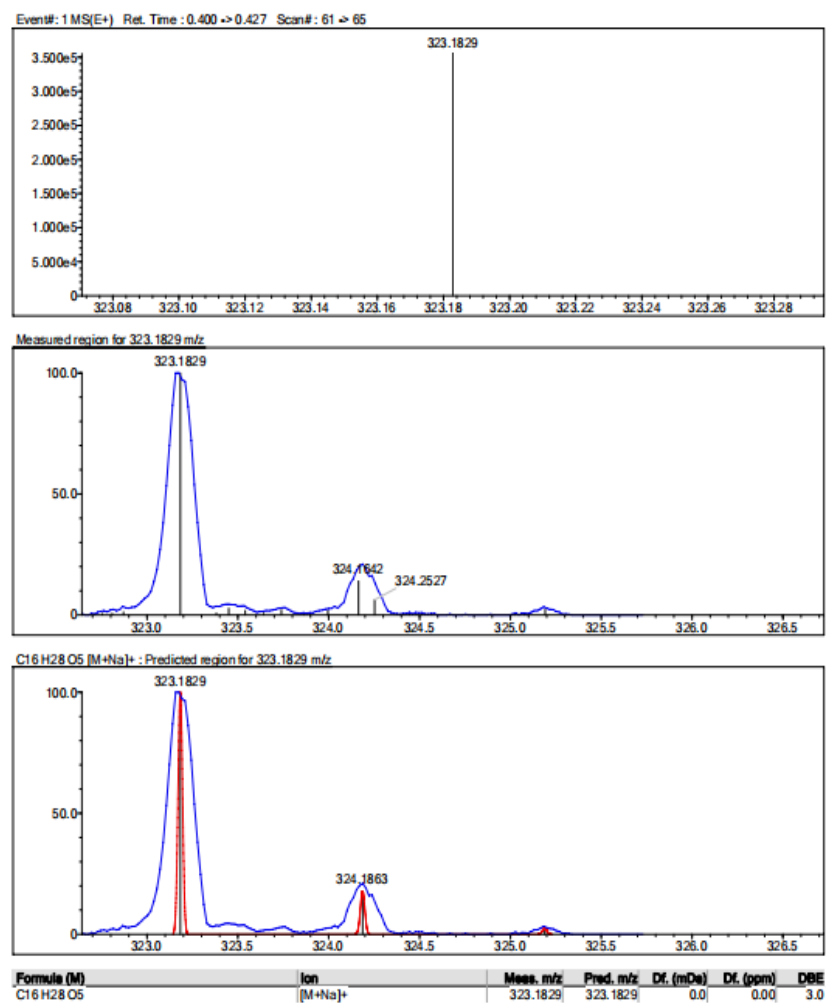 Event#: 1 MS(E+) Ret. Time : 0.400 -> 0.427 Scan# : 61 -> 65
323.1829
3.500e5
3.000e5
2.500e5
2.000e5
1.500e5
1.000e5
5.000e4
0
323.08 323.10 323.12 323.14 323.16 323.18 323.20 323.22 323.24 323.26 323.28
Measured region for 323.1829 m/z
323.1829
100.0
50.0
324.1642
324.2527
0
323.0 323.5 324.0 324.5 325.0 325.5 326.0 326.5
C16 H28 O5 [M+Na]+ : Predicted region for 323.1829 m/z
323.1829
100.0
50.0
324.1863
0
323.0 323.5 324.0 324.5 325.0 325.5 326.0 326.5
Formula (M) Ion Meas. m/z Pred. m/z Df. (mDa) Df. (ppm) DBE
C16 H28 O5 [M+Na]+ 323.1829 323.1829 0.0 0.00 3.0